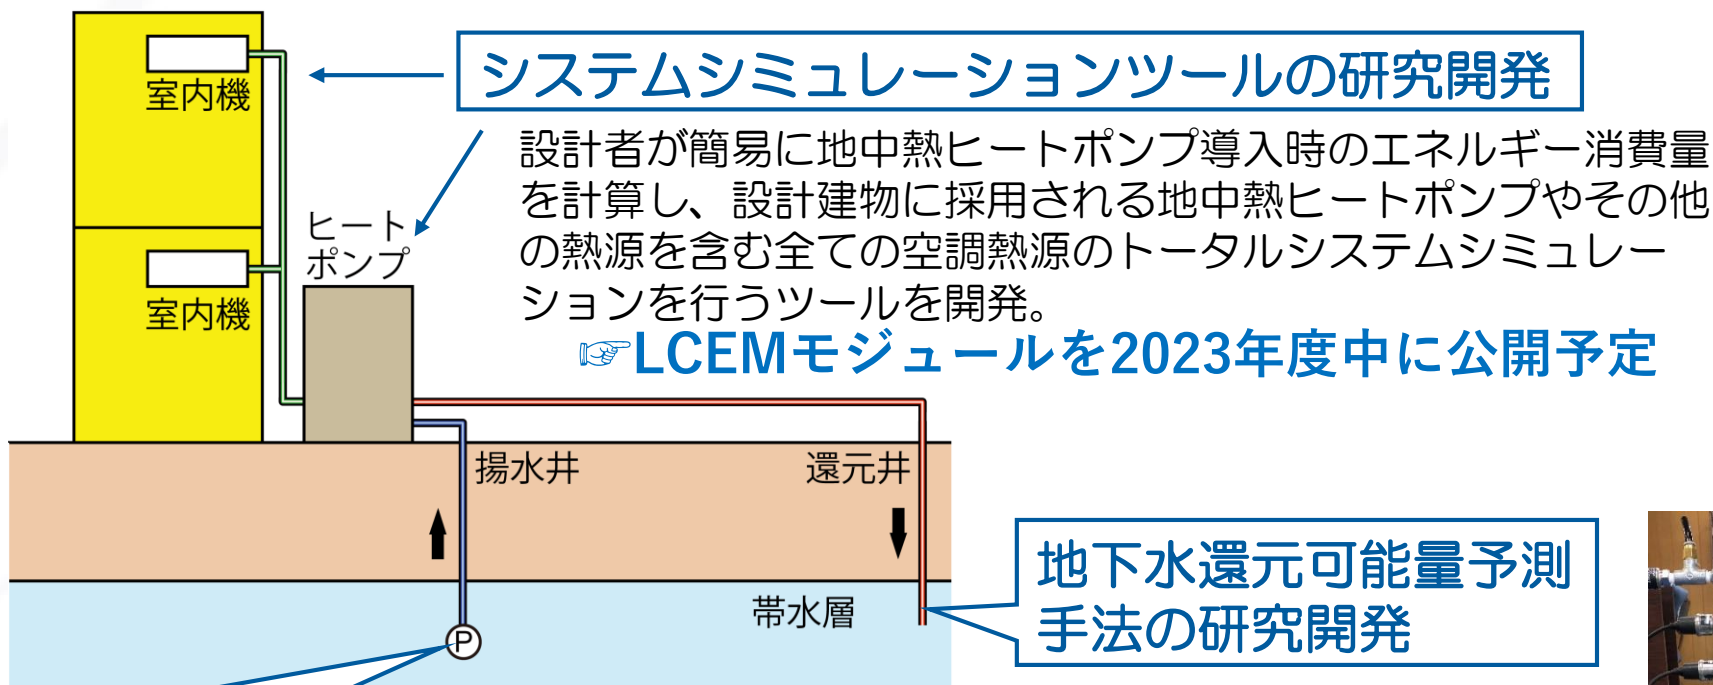 システムシミュレーションツールの研究開発
室内機
設計者が簡易に地中熱ヒートポンプ導入時のエネルギー消費量
を計算し、設計建物に採用される地中熱ヒートポンプやその他
の熱源を含む全ての空調熱源のトータルシステムシミュレー
ションを行うツールを開発。
☞LCEMモジュールを2023年度中に公開予定
ヒート
ポンプ
室内機
揚水井
還元井
地下水還元可能量予測
手法の研究開発
帯水層
P